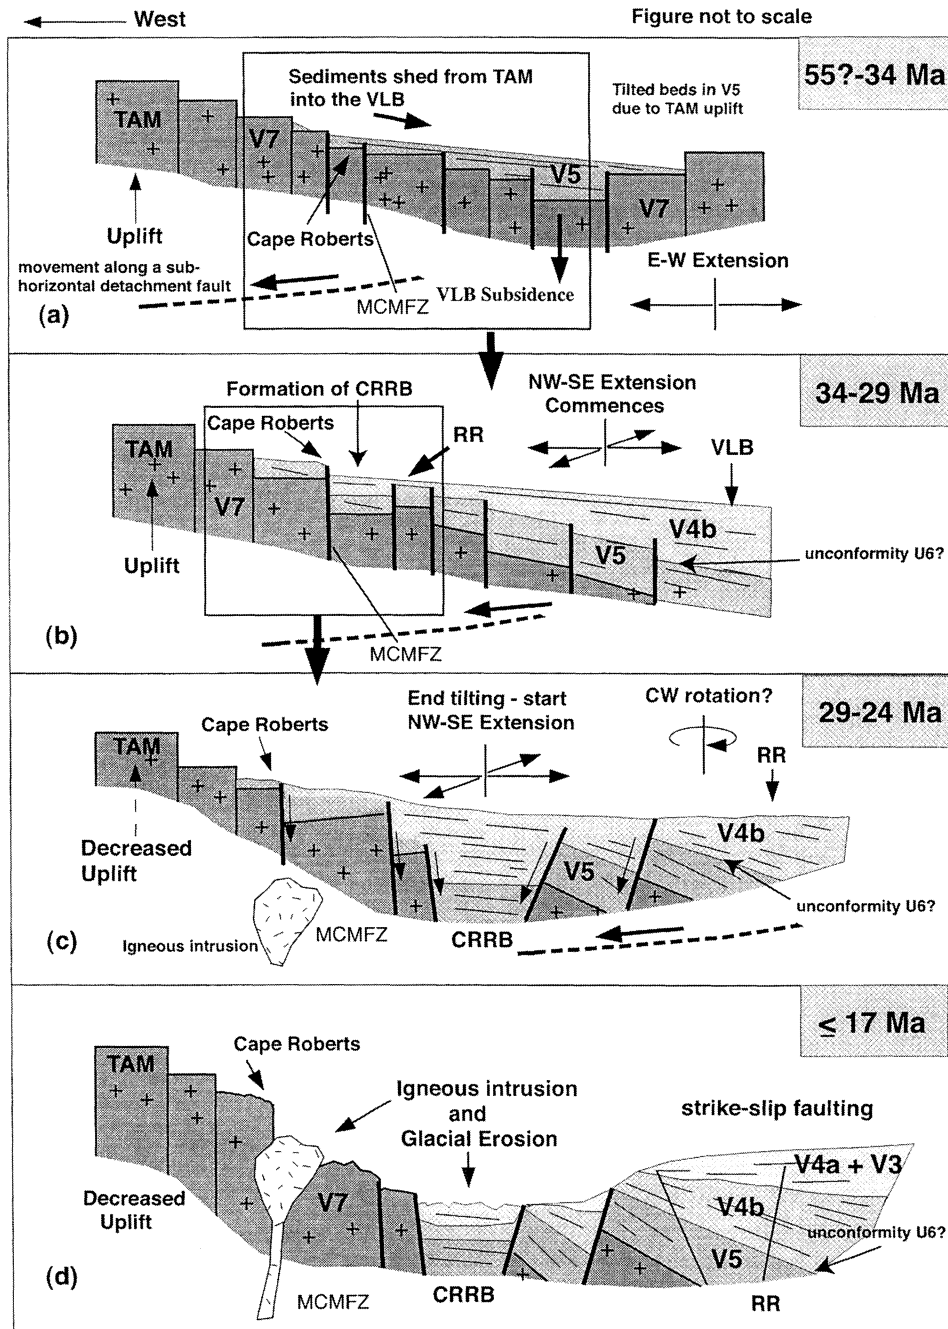 West
Figure not to scale
55?-34 Ma
Sediments shed from TAM
into the VLB
Tilted beds in V5
due to TAM uplift
TAM
V7
V5
V7
Uplift
Cape Roberts
movement along a sub-
horizontal detachment fault
MCMFZ
VLB Subsidence
E-W Extension
(a)
34-29 Ma
Formation of CRRB
NW-SE Extension
Commences
Cape Roberts
RR
VLB
TAM
V7
V4b
V5
unconformity U6?
Uplift
(b)
MCMFZ
29-24 Ma
End tilting - start
NW-SE Extension
CW rotation?
Cape Roberts
RR
TAM
V4b
Decreased
Uplift
V5
unconformity U6?
Igneous intrusion
MCMFZ
CRRB
(c)
≤ 17 Ma
Cape Roberts
TAM
Igneous intrusion
and
Glacial Erosion
strike-slip faulting
V4a + V3
Decreased
Uplift
V7
V4b
unconformity U6?
V5
(d)
MCMFZ
CRRB
RR